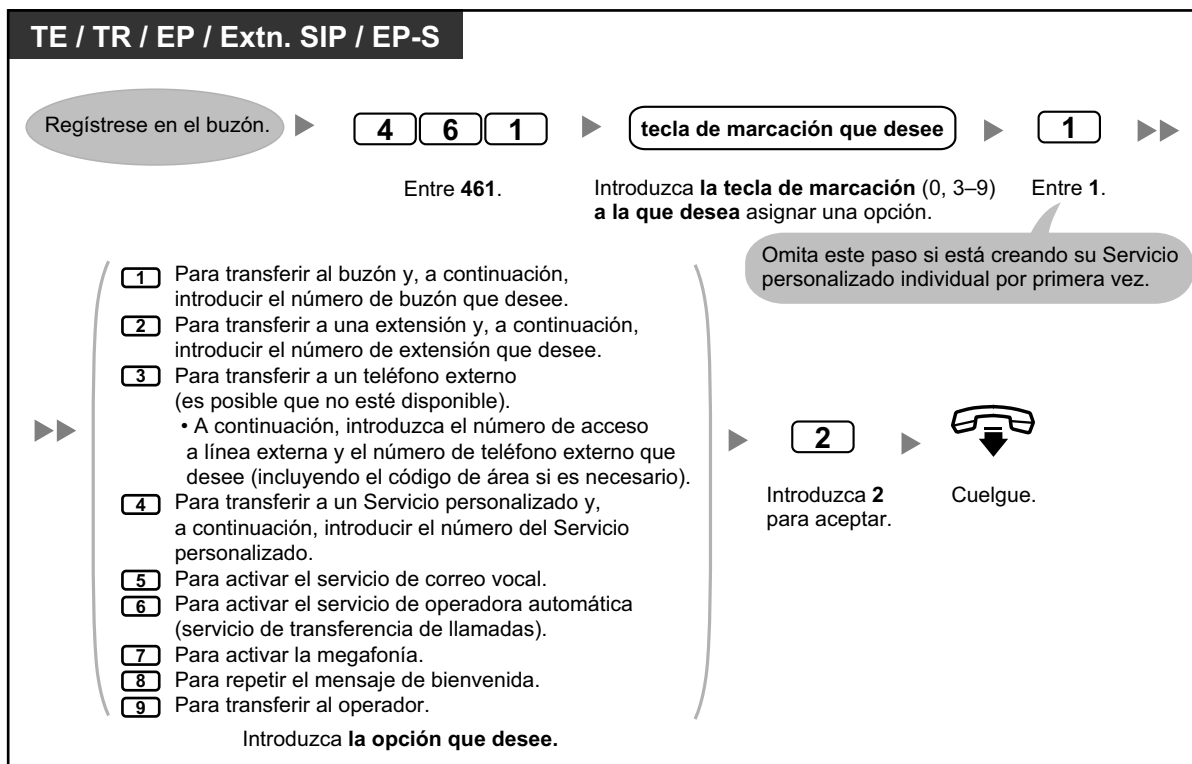 TE / TR / EP / Extn. SIP / EP-S
Regístrese en el buzón.
4 6 1
tecla de marcación que desee
1
Entre 461.
Introduzca la tecla de marcación (0, 3–9)
a la que desea asignar una opción.
Entre 1.
Omita este paso si está creando su Servicio
personalizado individual por primera vez.
1 Para transferir al buzón y, a continuación,
introducir el número de buzón que desee.
2 Para transferir a una extensión y, a continuación,
introducir el número de extensión que desee.
3 Para transferir a un teléfono externo
(es posible que no esté disponible).
• A continuación, introduzca el número de acceso
a línea externa y el número de teléfono externo que
desee (incluyendo el código de área si es necesario).
4 Para transferir a un Servicio personalizado y,
a continuación, introducir el número del Servicio
personalizado.
5 Para activar el servicio de correo vocal.
6 Para activar el servicio de operadora automática
(servicio de transferencia de llamadas).
7 Para activar la megafonía.
8 Para repetir el mensaje de bienvenida.
9 Para transferir al operador.
Introduzca la opción que desee.
2
Introduzca 2
para aceptar.
Cuelgue.